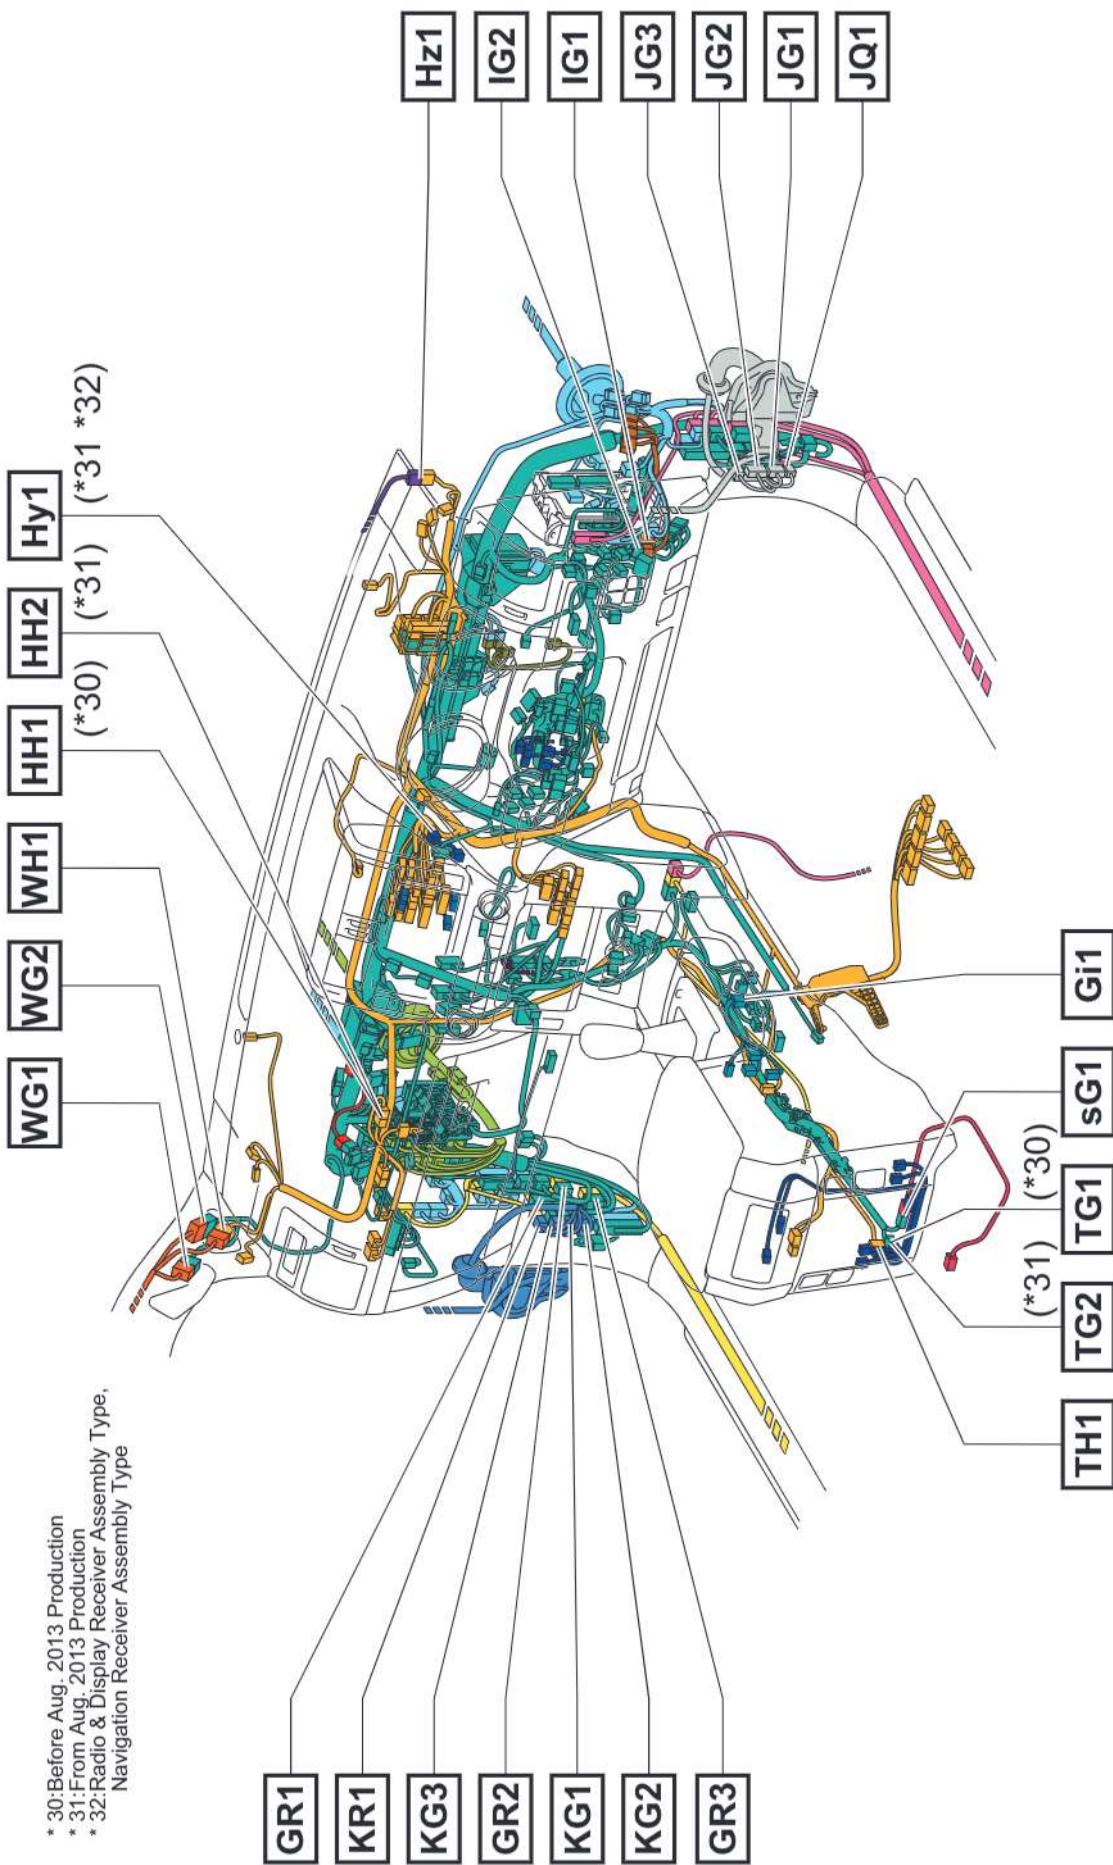 * 30:Before Aug. 2013 Production
* 31:From Aug. 2013 Production
* 32:Radio & Display Receiver Assembly Type,
Navigation Receiver Assembly Type
WG1 WG2 WH1 HH1 HH2 Hy1
(*30) (*31) (*31 *32)
GR1
KR1
KG3
GR2
KG1
KG2
GR3
Hz1
IG2
IG1
JG3
JG2
JG1
JQ1
(*31) (*30)
TH1 TG2 TG1 sG1 Gi1